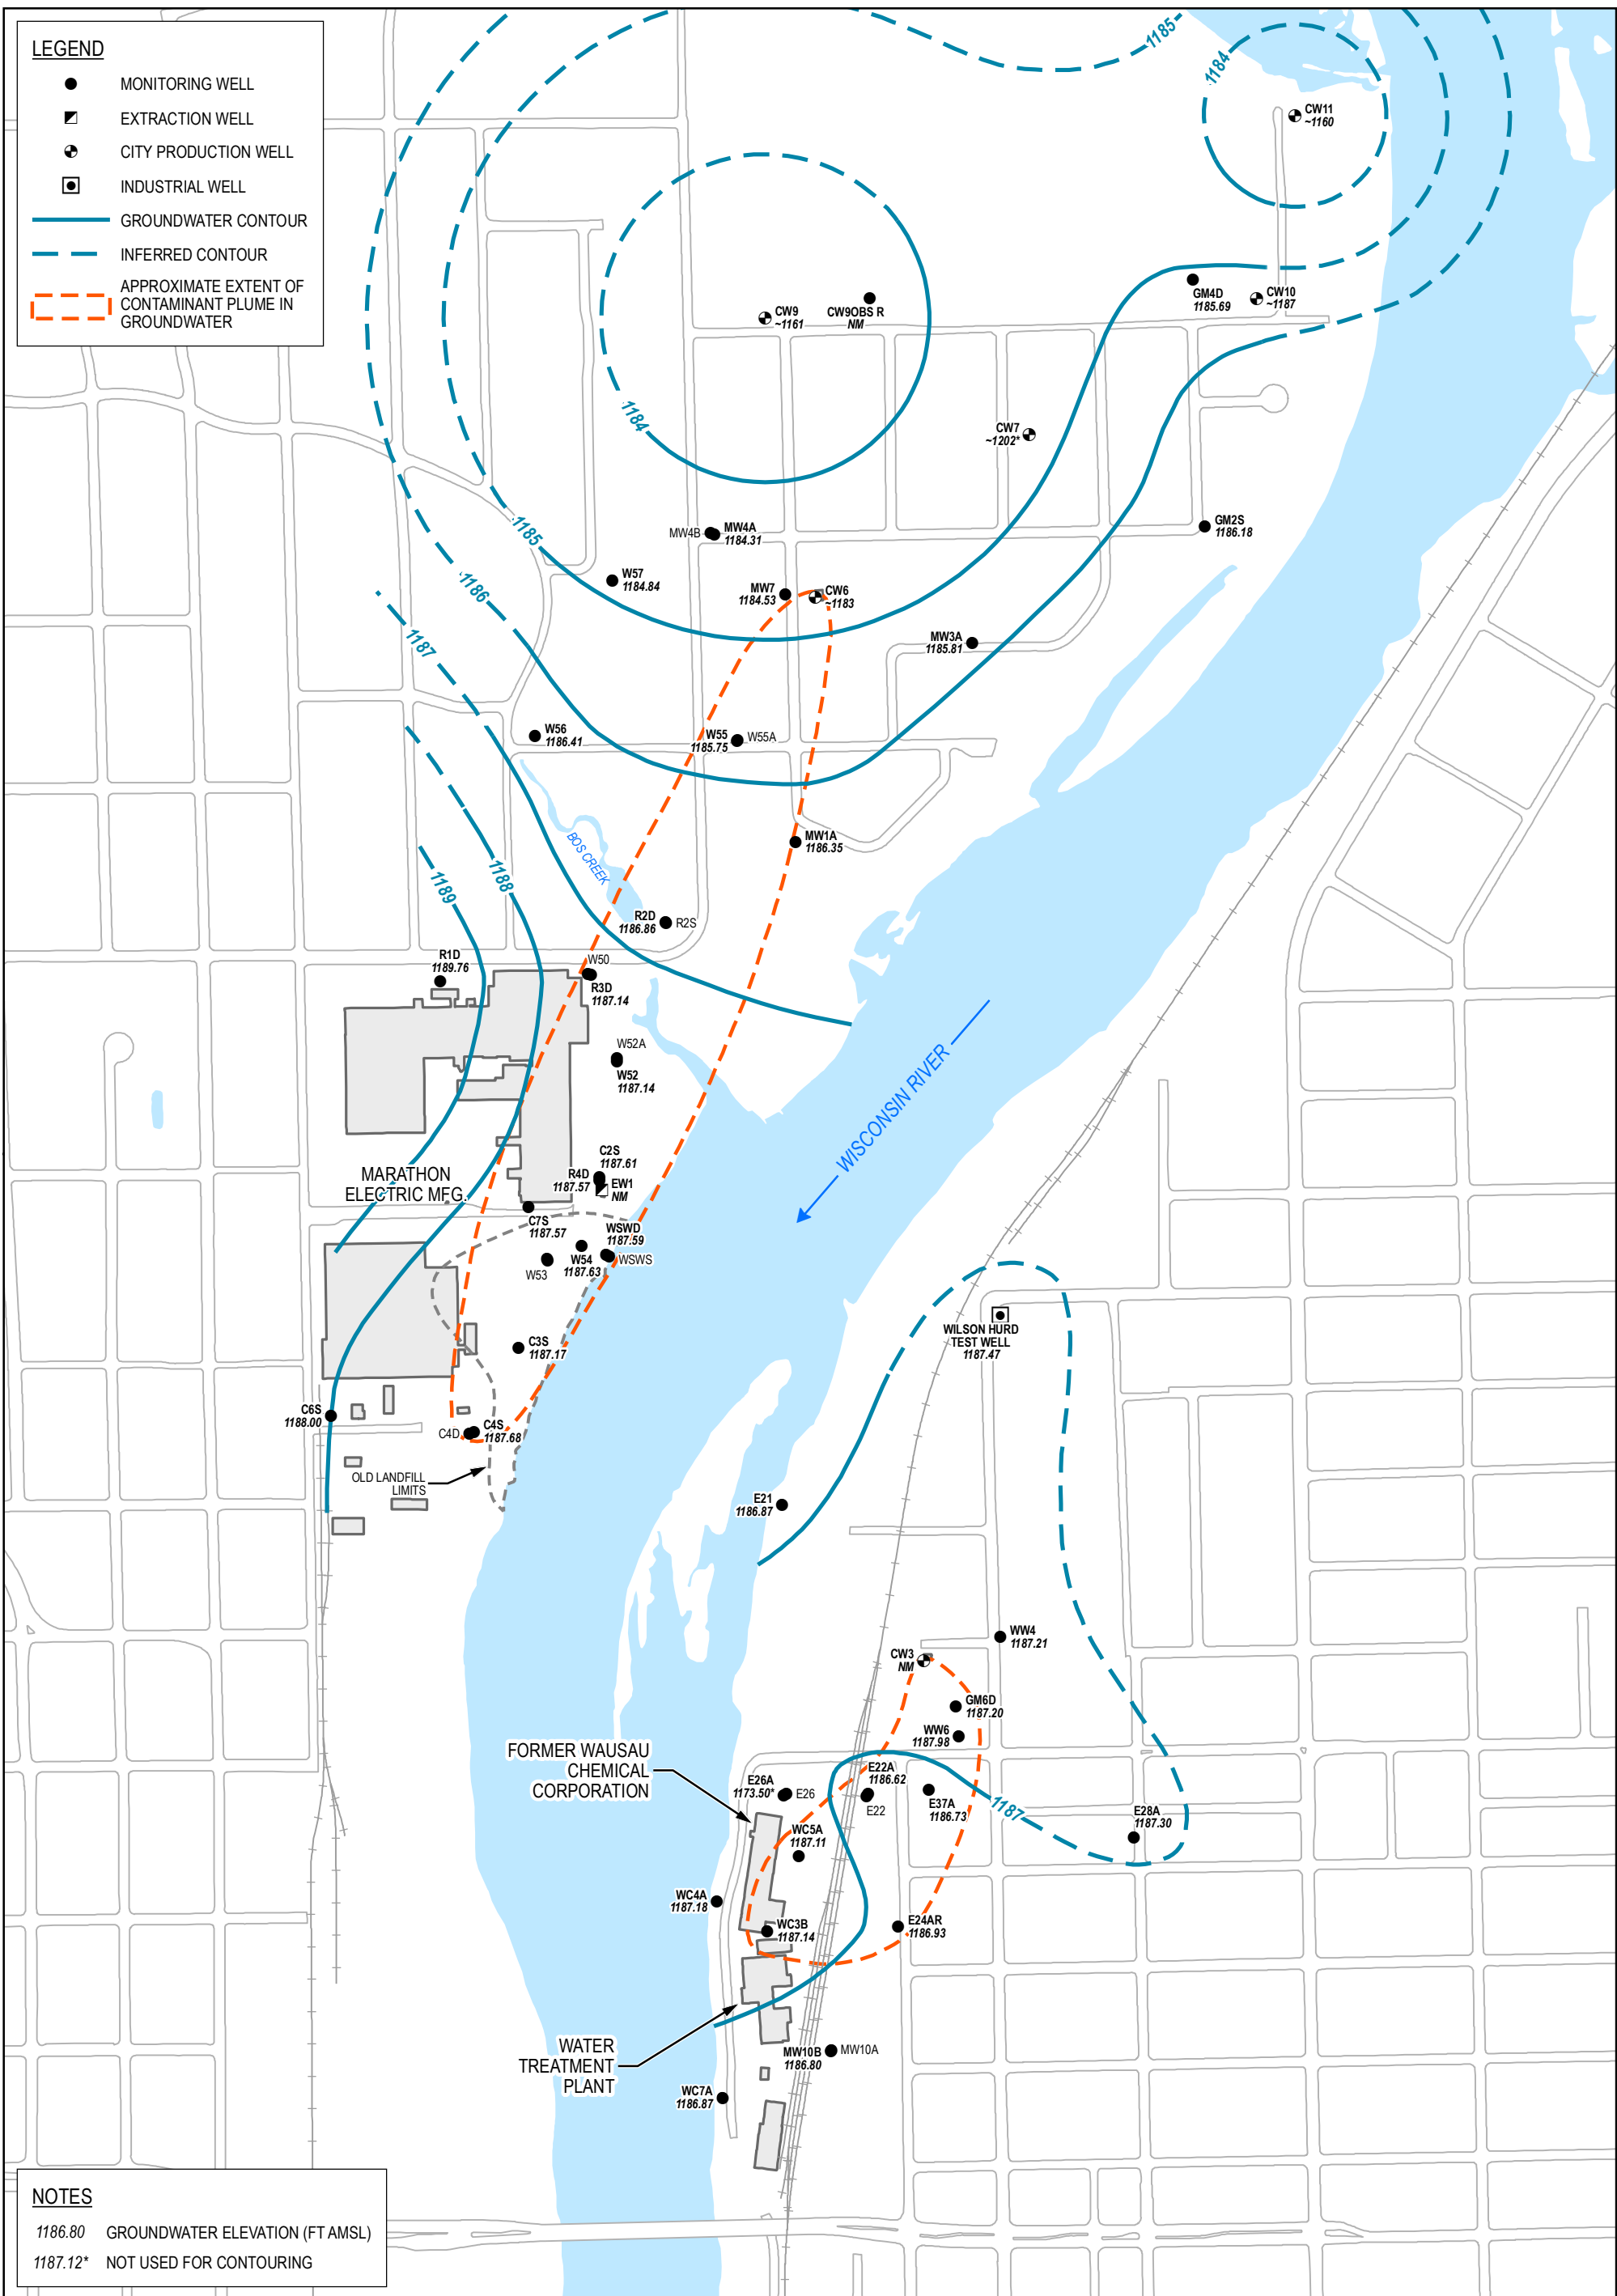 LEGEND
MONITORING WELL
EXTRACTION WELL
CITY PRODUCTION WELL
INDUSTRIAL WELL
GROUNDWATER CONTOUR
INFERRED CONTOUR
APPROXIMATE EXTENT OF
CONTAMINANT PLUME IN
GROUNDWATER
1185
1184
CW11
~1160
GM4D
1185.69
CW10
~1187
CW9
~1161
CW9OBS R
NM
1184
CW7
~1202*
1185
MW4B
MW4A
1184.31
GM2S
1186.18
1186
W57
1184.84
MW7
1184.53
CW6
~1183
1187
MW3A
1185.81
W56
1186.41
W55
1185.75
W55A
BOS CREEK
MW1A
1186.35
1189
1188
R2D
1186.86
R2S
R1D
1189.76
W50
R3D
1187.14
W52A
W52
1187.14
WISCONSIN RIVER
MARATHON
ELECTRIC MFG.
C2S
1187.61
R4D
1187.57
EW1
NM
C7S
1187.57
WSWD
1187.59
WSWS
W54
1187.63
W53
C3S
1187.17
WILSON HURD
TEST WELL
1187.47
C6S
1188.00
C4D
C4S
1187.68
OLD LANDFILL
LIMITS
E21
1186.87
WW4
1187.21
CW3
NM
GM6D
1187.20
WW6
1187.98
FORMER WAUSAU
CHEMICAL
CORPORATION
E26A
1173.50*
E26
E22A
1186.62
E22
E37A
1186.73
1187
E28A
1187.30
WC5A
1187.11
WC4A
1187.18
WC3B
1187.14
E24AR
1186.93
WATER
TREATMENT
PLANT
MW10B
1186.80
MW10A
WC7A
1186.87
NOTES
1186.80 GROUNDWATER ELEVATION (FT AMSL)
1187.12* NOT USED FOR CONTOURING